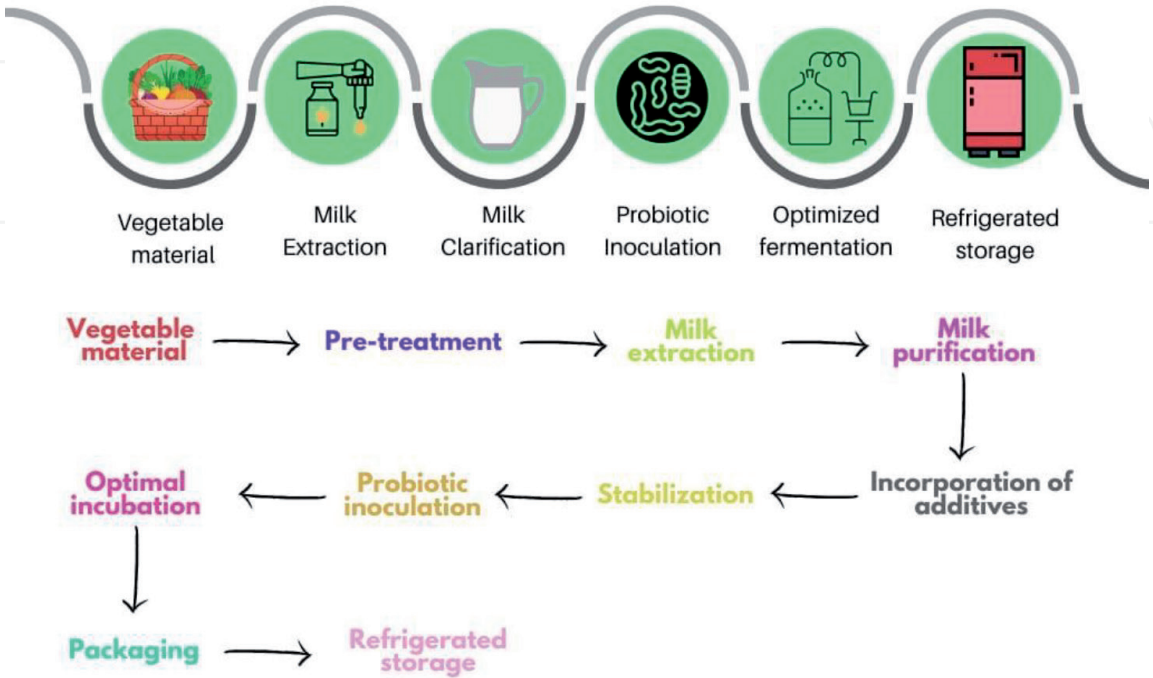 Vegetable
material
Milk
Extraction
Milk
Clarification
Probiotic
Inoculation
Optimized
fermentation
Refrigerated
storage
Vegetable
material
Pre-treatment
Milk
extraction
Milk
purification
Incorporation of
additives
Stabilization
Probiotic
inoculation
Optimal
incubation
Packaging
Refrigerated
storage